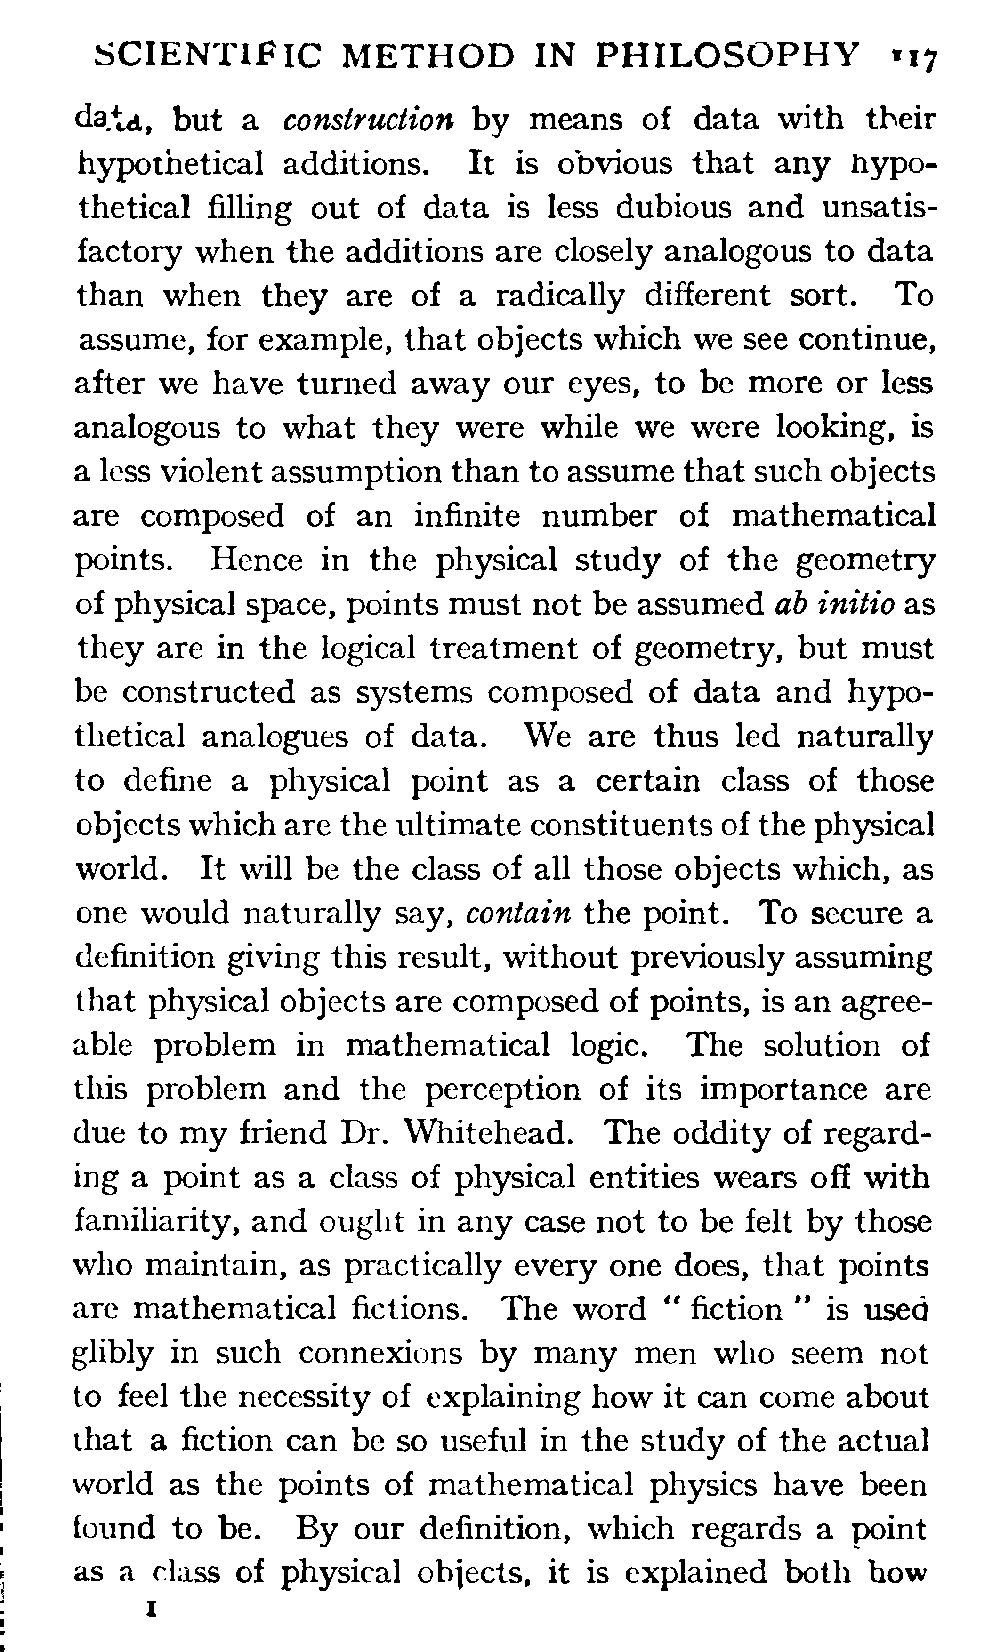 SCIENTIFIC METHOD IN PHILOSOPHY 117
data, but a construction by means of data with their
hypothetical additions. It is obvious that any hypo-
thetical filling out of data is less dubious and unsatis-
factory when the additions are closely analogous to data
than when they are of a radically different sort. To
assume, for example, that objects which we see continue,
after we have turned away our eyes, to be more or less
analogous to what they were while we were looking, is
a less violent assumption than to assume that such objects
are composed of an infinite number of mathematical
points. Hence in the physical study of the geometry
of physical space, points must not be assumed ab initio as
they are in the logical treatment of geometry, but must
be constructed as systems composed of data and hypo-
thetical analogues of data. We are thus led naturally
to define a physical point as a certain class of those
objects which are the ultimate constituents of the physical
world. It will be the class of all those objects which, as
one would naturally say, contain the point. To secure a
definition giving this result, without previously assuming
that physical objects are composed of points, is an agree-
able problem in mathematical logic. The solution of
this problem and the perception of its importance are
due to my friend Dr. Whitehead. The oddity of regard-
ing a point as a class of physical entities wears off with
familiarity, and ought in any case not to be felt by those
who maintain, as practically every one does, that points
are mathematical fictions. The word “ fiction ” is used
glibly in such connexions by many men who seem not
to feel the necessity of explaining how it can come about
that a fiction can be so useful in the study of the actual
world as the points of mathematical physics have been
found to be. By our definition, which regards a point
as a class of physical objects, it is explained both how
I